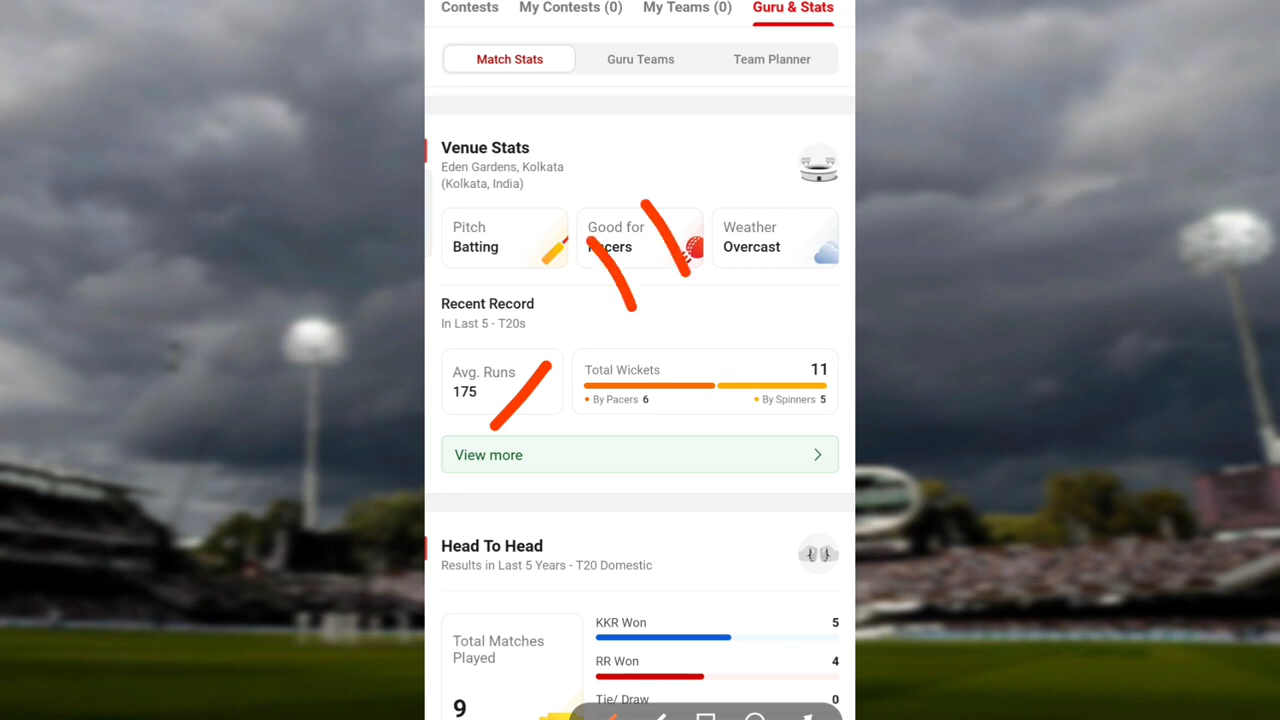 Contests My Contests (0) My Teams (0) Guru & Stats
Match Stats Guru Teams Team Planner
Venue Stats
Eden Gardens, Kolkata
(Kolkata, India)
Pitch
Batting
Good for
Pacers
Weather
Overcast
Recent Record
In Last 5 - T20s
Avg. Runs
175
Total Wickets 11
By Pacers 6 By Spinners 5
View more
Head To Head
Results in Last 5 Years - T20 Domestic
Total Matches
Played
9
KKR Won 5
RR Won 4
Tie/ Draw 0